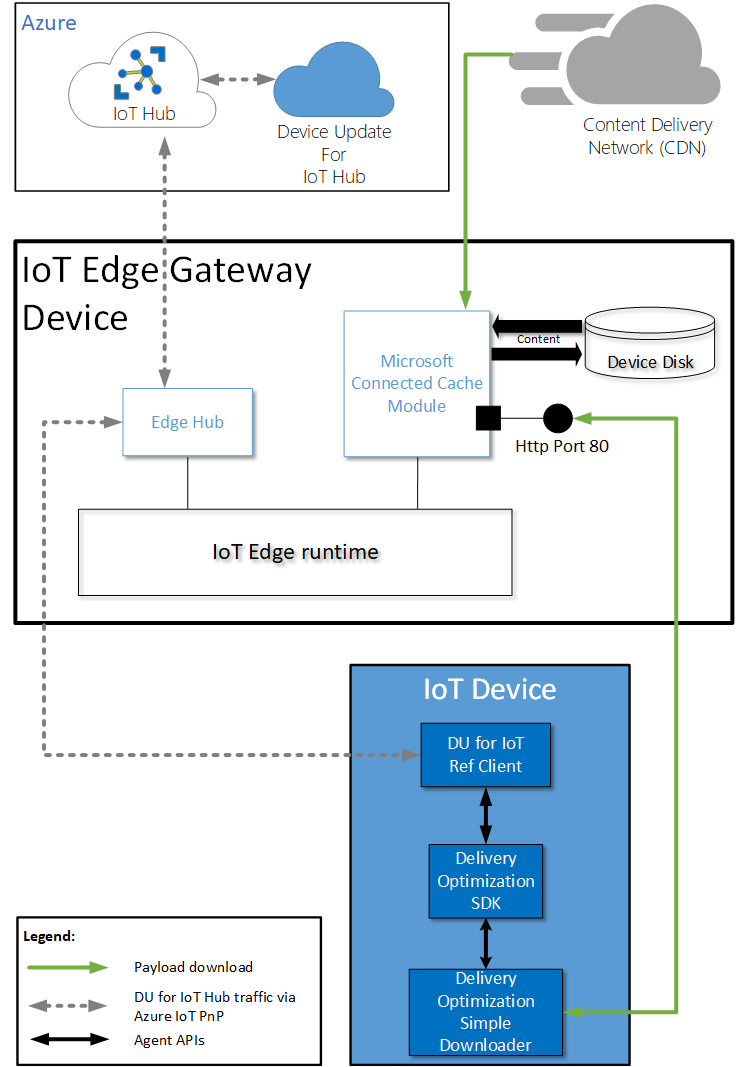 Azure
IoT Hub
Device Update
For
IoT Hub
Content Delivery
Network (CDN)
IoT Edge Gateway
Device
Microsoft
Connected Cache
Module
Content
Device Disk
Edge Hub
Http Port 80
IoT Edge runtime
IoT Device
DU for IoT
Ref Client
Delivery
Optimization
SDK
Delivery
Optimization
Simple
Downloader
Legend:
Payload download
DU for IoT Hub traffic via
Azure IoT PnP
Agent APIs